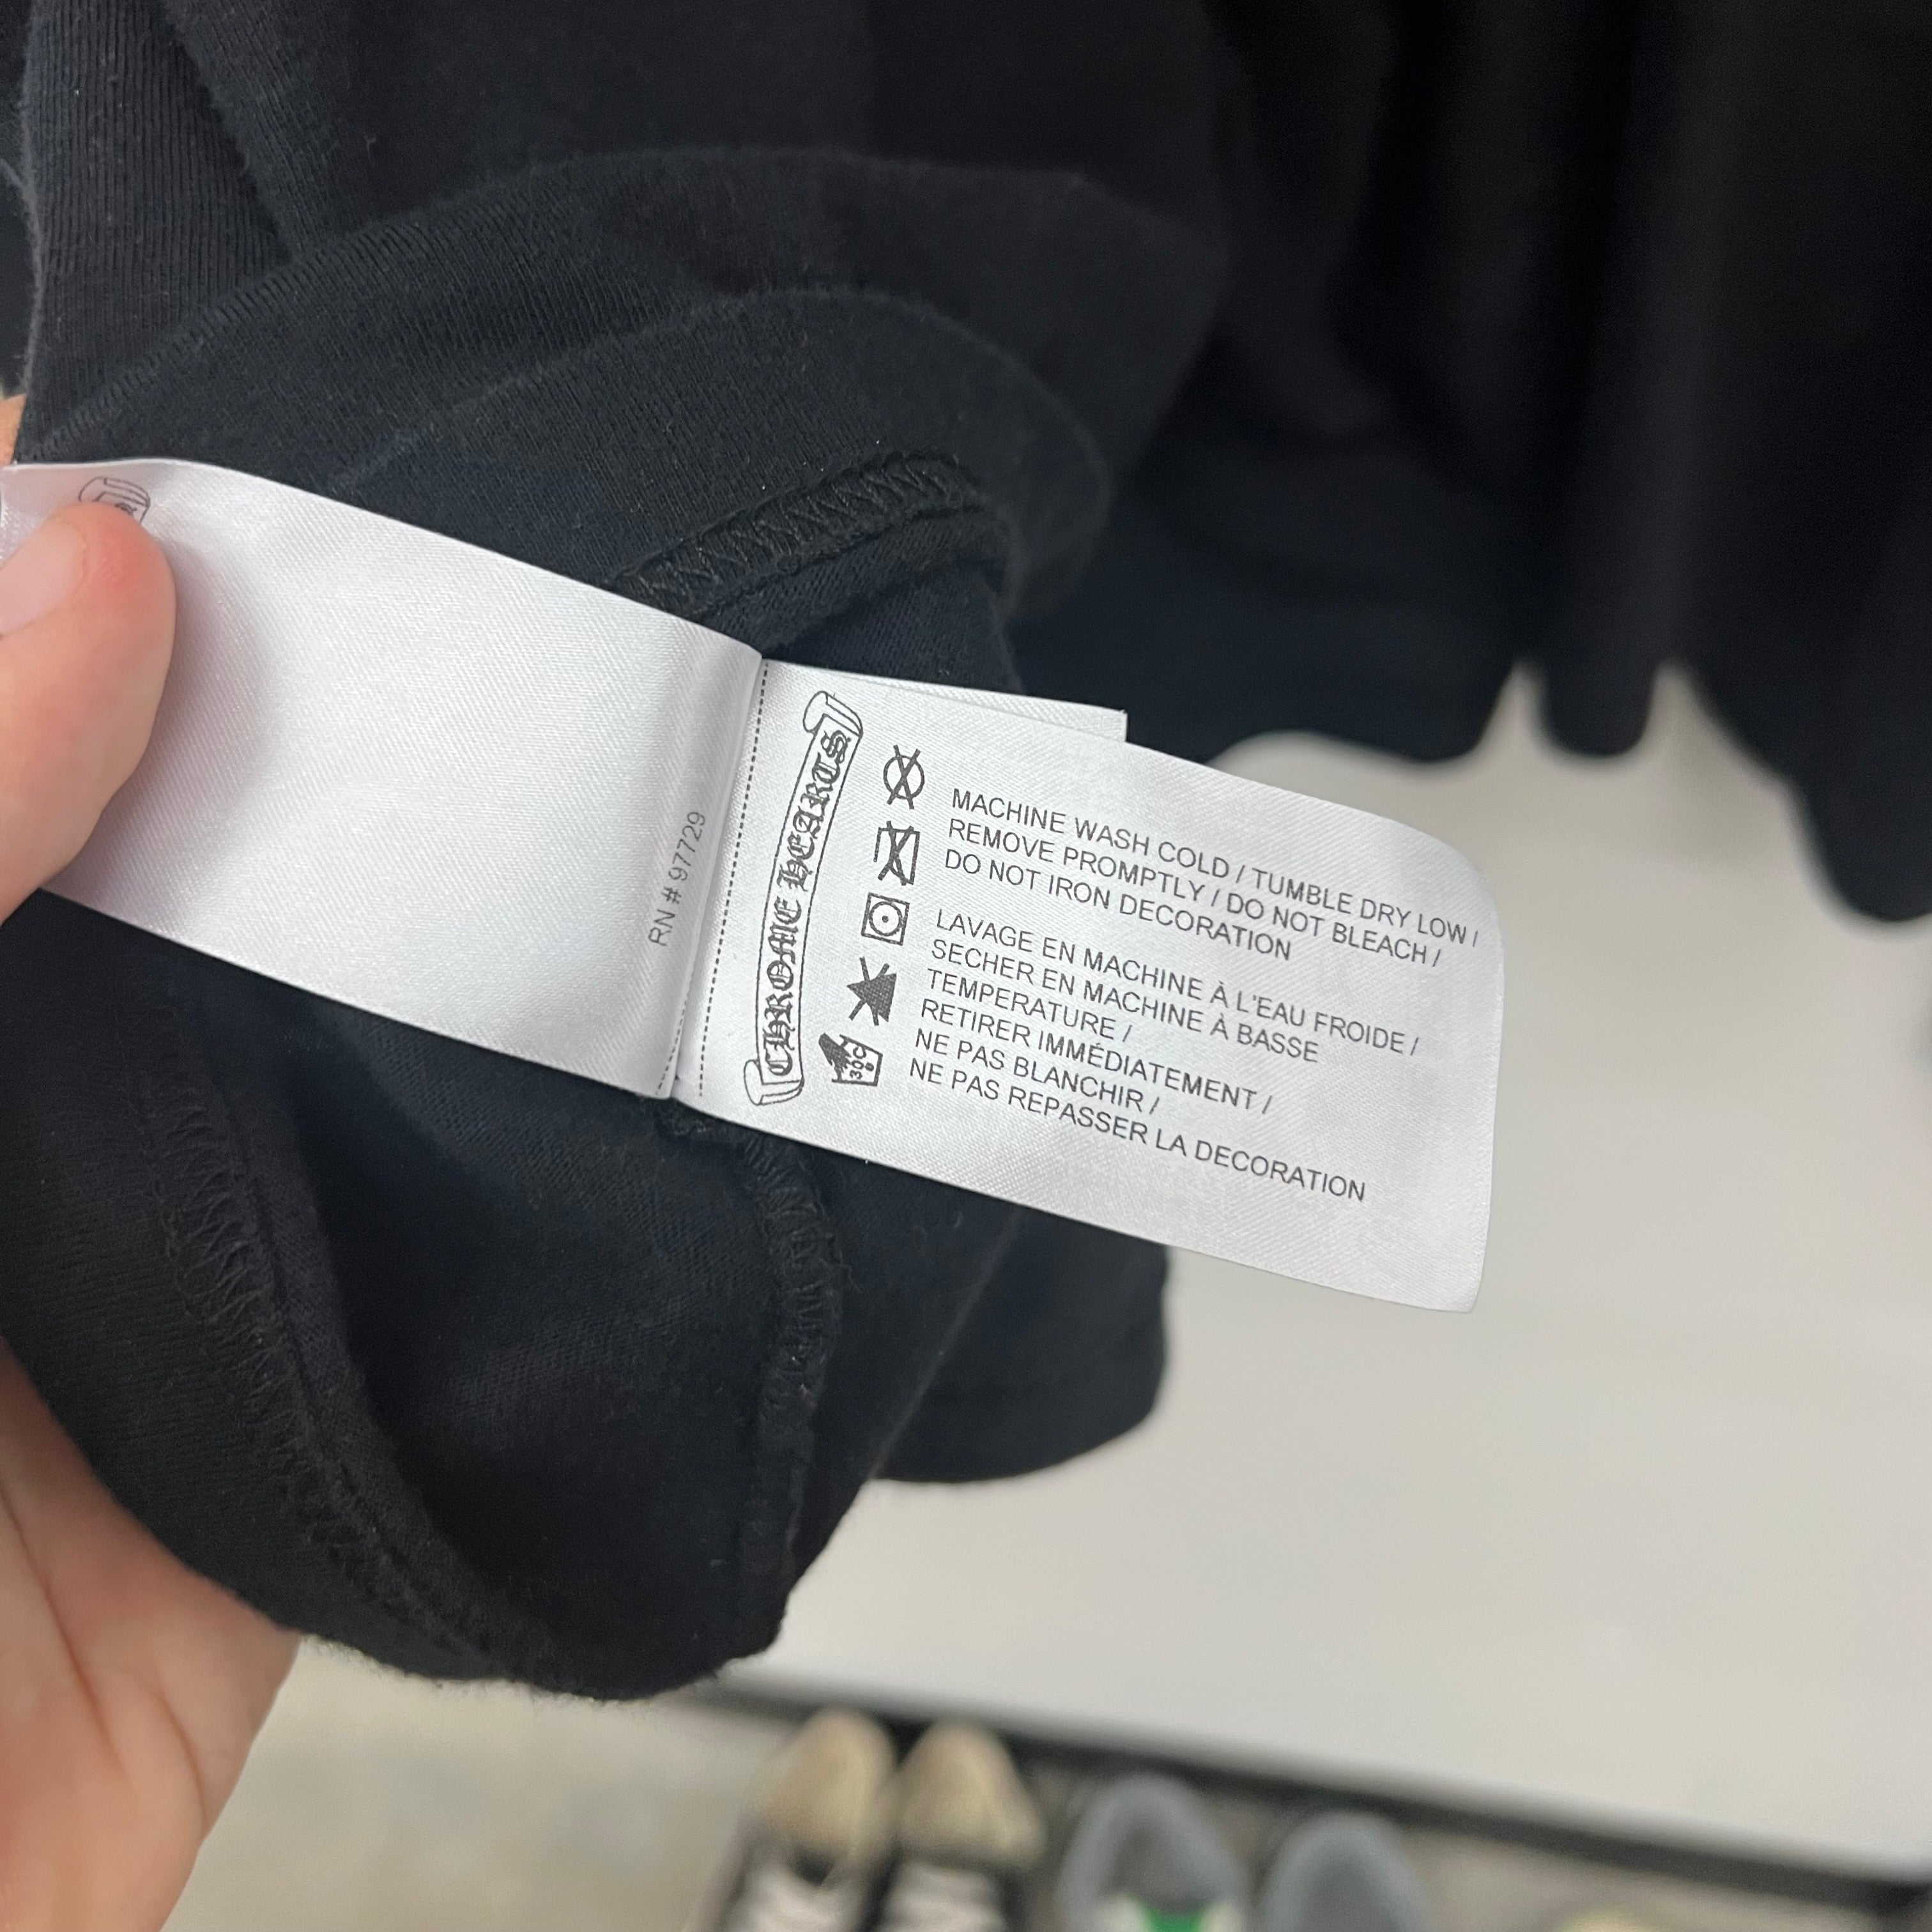 RN # 97729
CHROME HEARTS
MACHINE WASH COLD / TUMBLE DRY LOW /
REMOVE PROMPTLY / DO NOT BLEACH /
DO NOT IRON DECORATION
LAVAGE EN MACHINE À L'EAU FROIDE /
SECHER EN MACHINE À BASSE
TEMPERATURE /
RETIRER IMMÉDIATEMENT /
NE PAS BLANCHIR /
NE PAS REPASSER LA DECORATION
30C